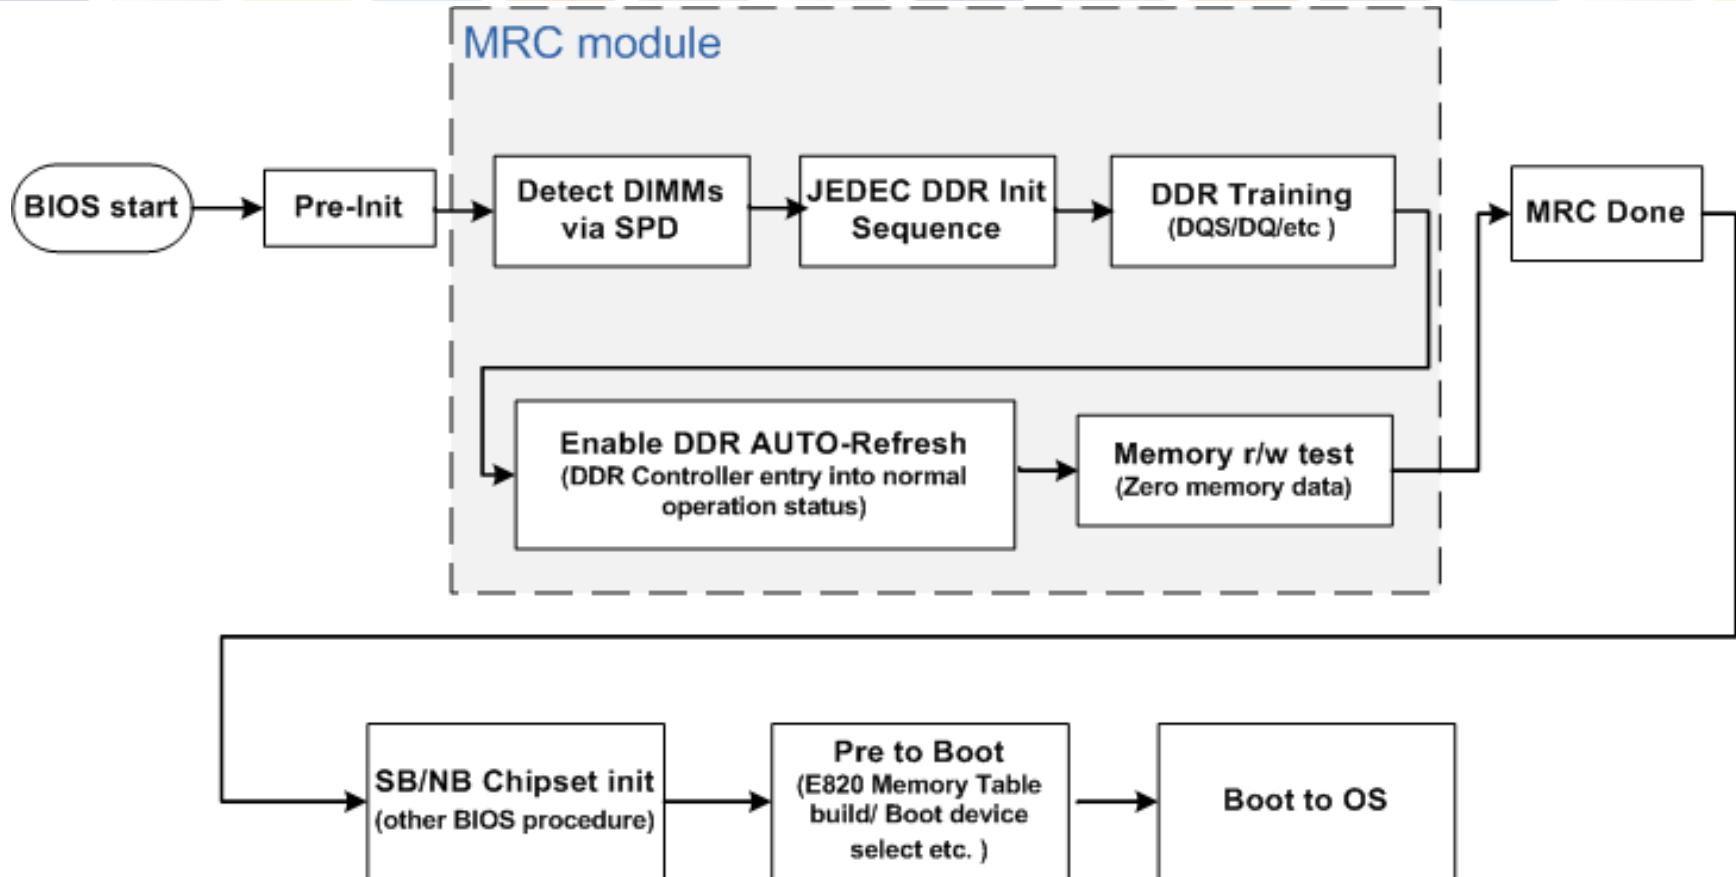 MRC module
BIOS start
Pre-Init
Detect DIMMs
via SPD
JEDEC DDR Init
Sequence
DDR Training
(DQS/DQ/etc )
MRC Done
Enable DDR AUTO-Refresh
(DDR Controller entry into normal
operation status)
Memory r/w test
(Zero memory data)
SB/NB Chipset init
(other BIOS procedure)
Pre to Boot
(E820 Memory Table
build/ Boot device
select etc. )
Boot to OS